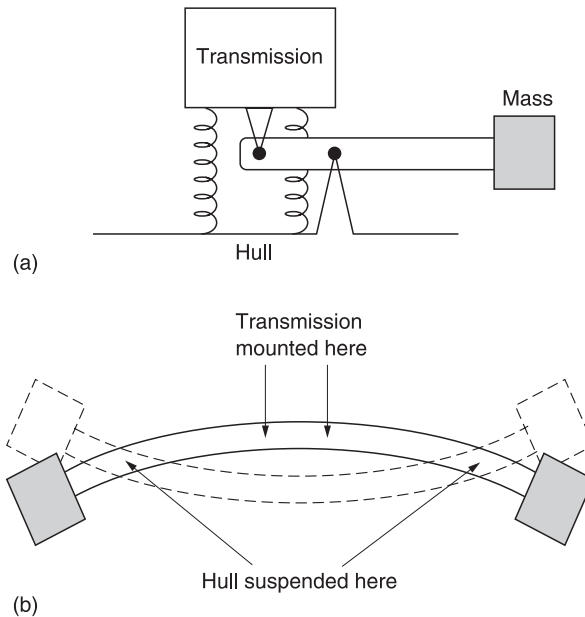 Transmission
Mass
Hull
(a)
Transmission
mounted here
Hull suspended here
(b)